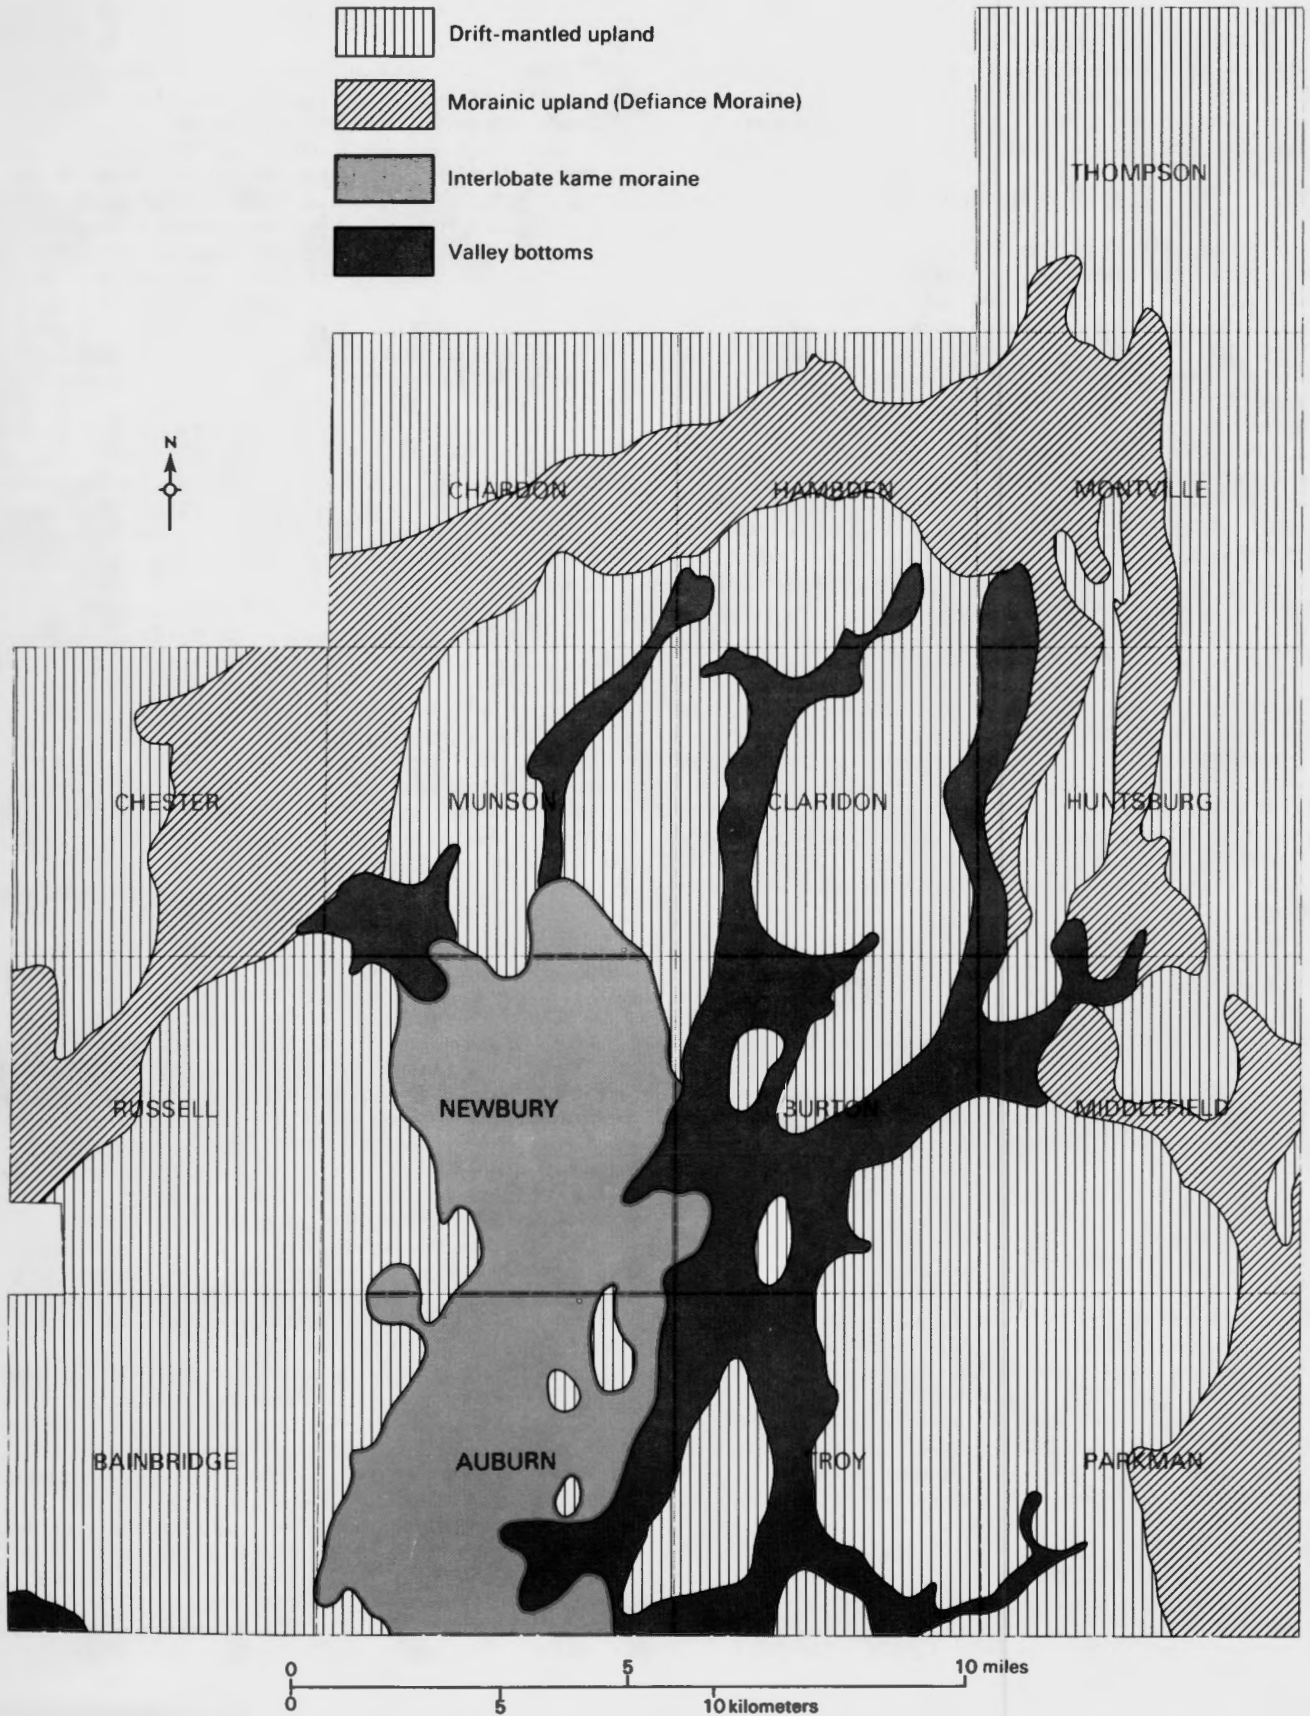 Drift-mantled upland
Morainic upland (Defiance Moraine)
Interlobate kame moraine
Valley bottoms
THOMPSON
N
CHARDON
HAMBDEN
MONTVILLE
CHESTER
MUNSON
CLARIDON
HUNTSBURG
RUSSELL
NEWBURY
BURTON
MIDDLEFIELD
BAINBRIDGE
AUBURN
TROY
PARKMAN
0 5 10 miles
0 5 10 kilometers